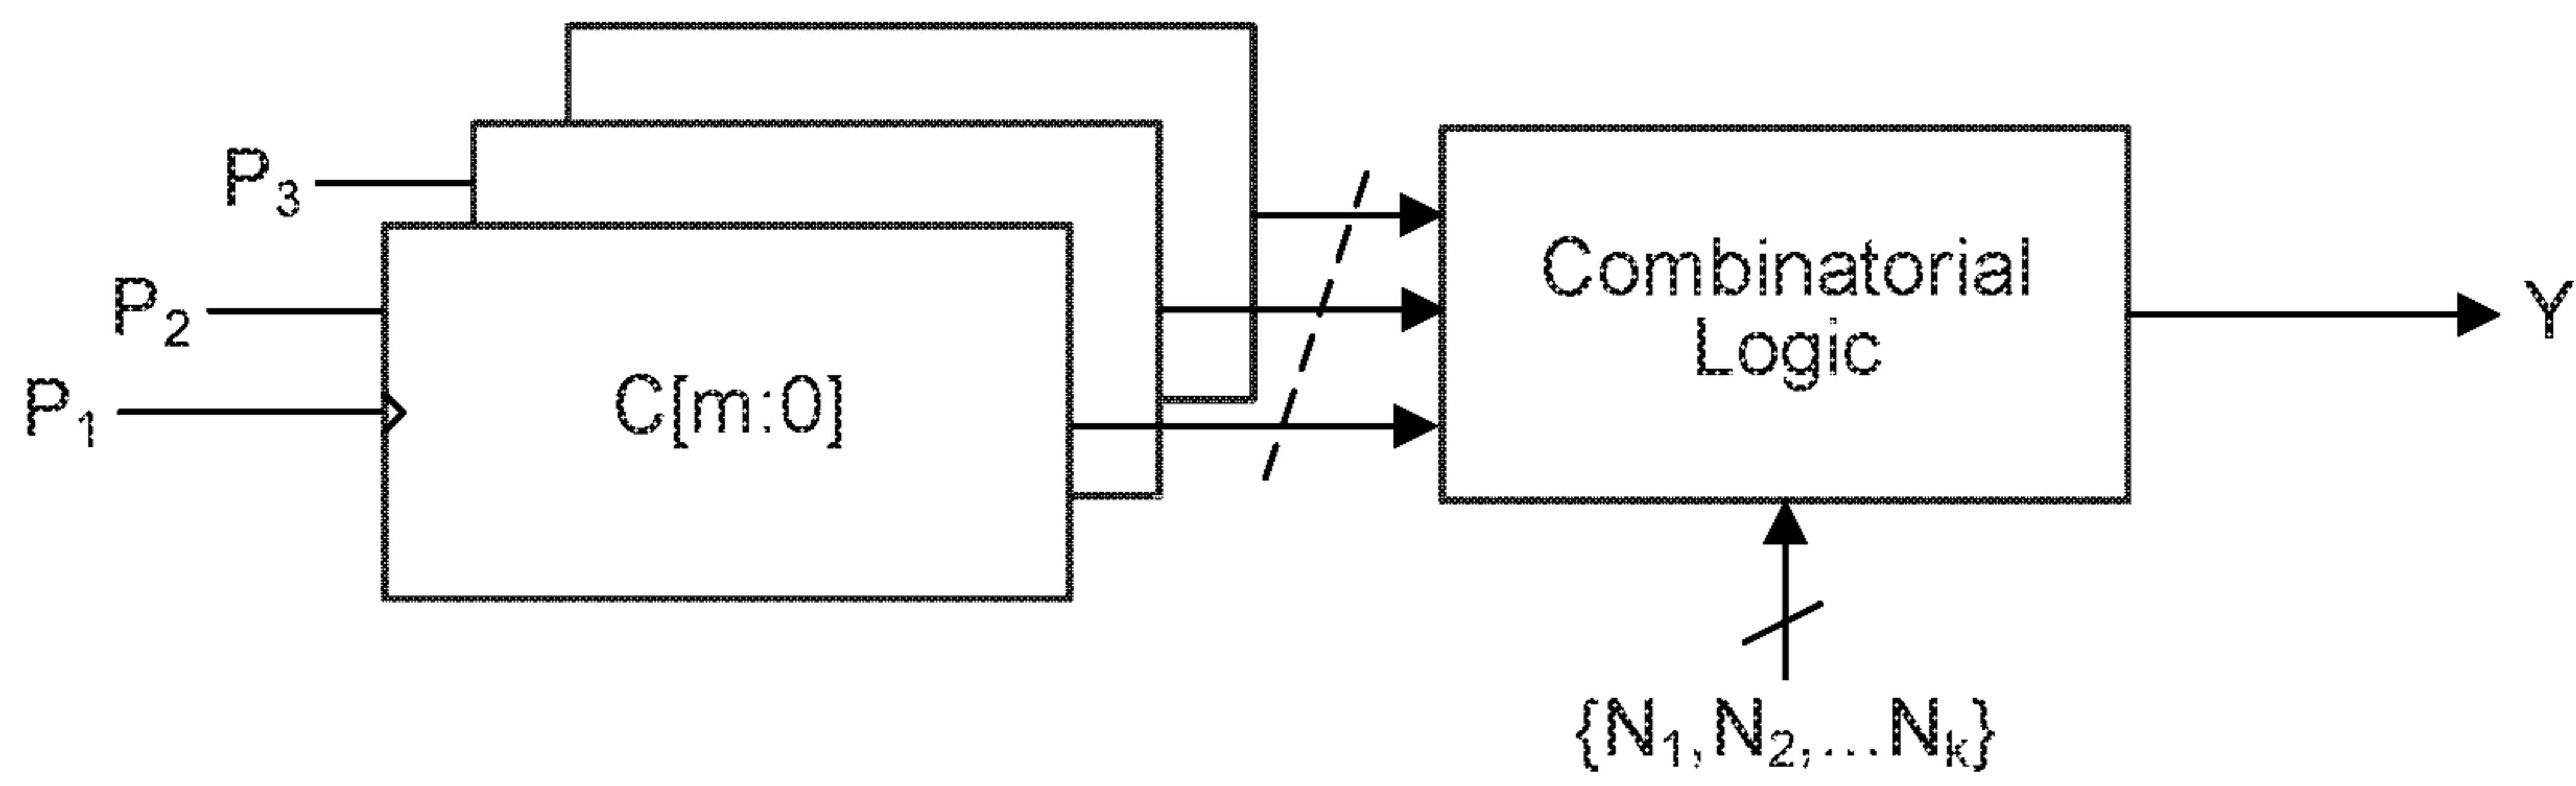 P3
P2
P1
C[m:0]
Combinatorial
Logic
Y
{N1,N2,...Nk}